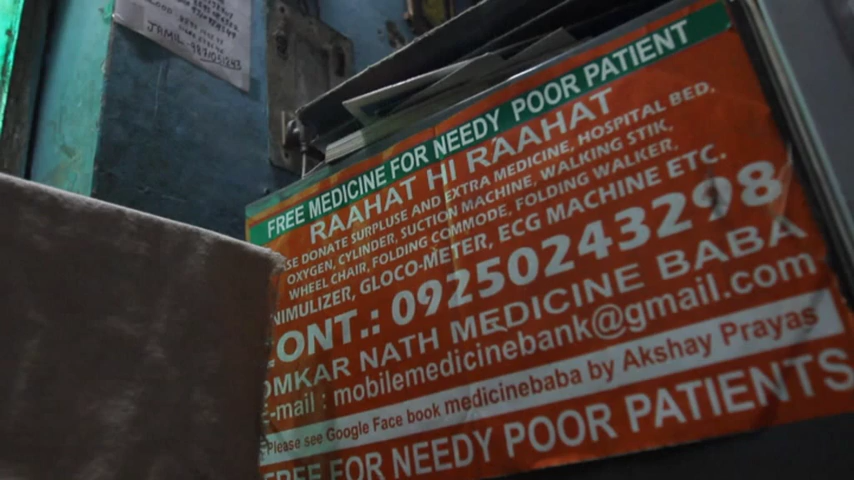 JAMIL-9871051243
FREE MEDICINE FOR NEEDY POOR PATIENT
RAAHAT HI RAAHAT
SE DONATE SURPLUSE AND EXTRA MEDICINE, HOSPITAL BED,
OXYGEN, CYLINDER, SUCTION MACHINE, WALKING STIK,
WHEEL CHAIR, FOLDING COMMODE, FOLDING WALKER,
NIMULIZER, GLOCO-METER, ECG MACHINE ETC.
CONT.: 09250243298
OMKAR NATH MEDICINE BABA
E-mail : mobilemedicinebank@gmail.com
Please see Google Face book medicinebaba by Akshay Prayas
FREE FOR NEEDY POOR PATIENTS